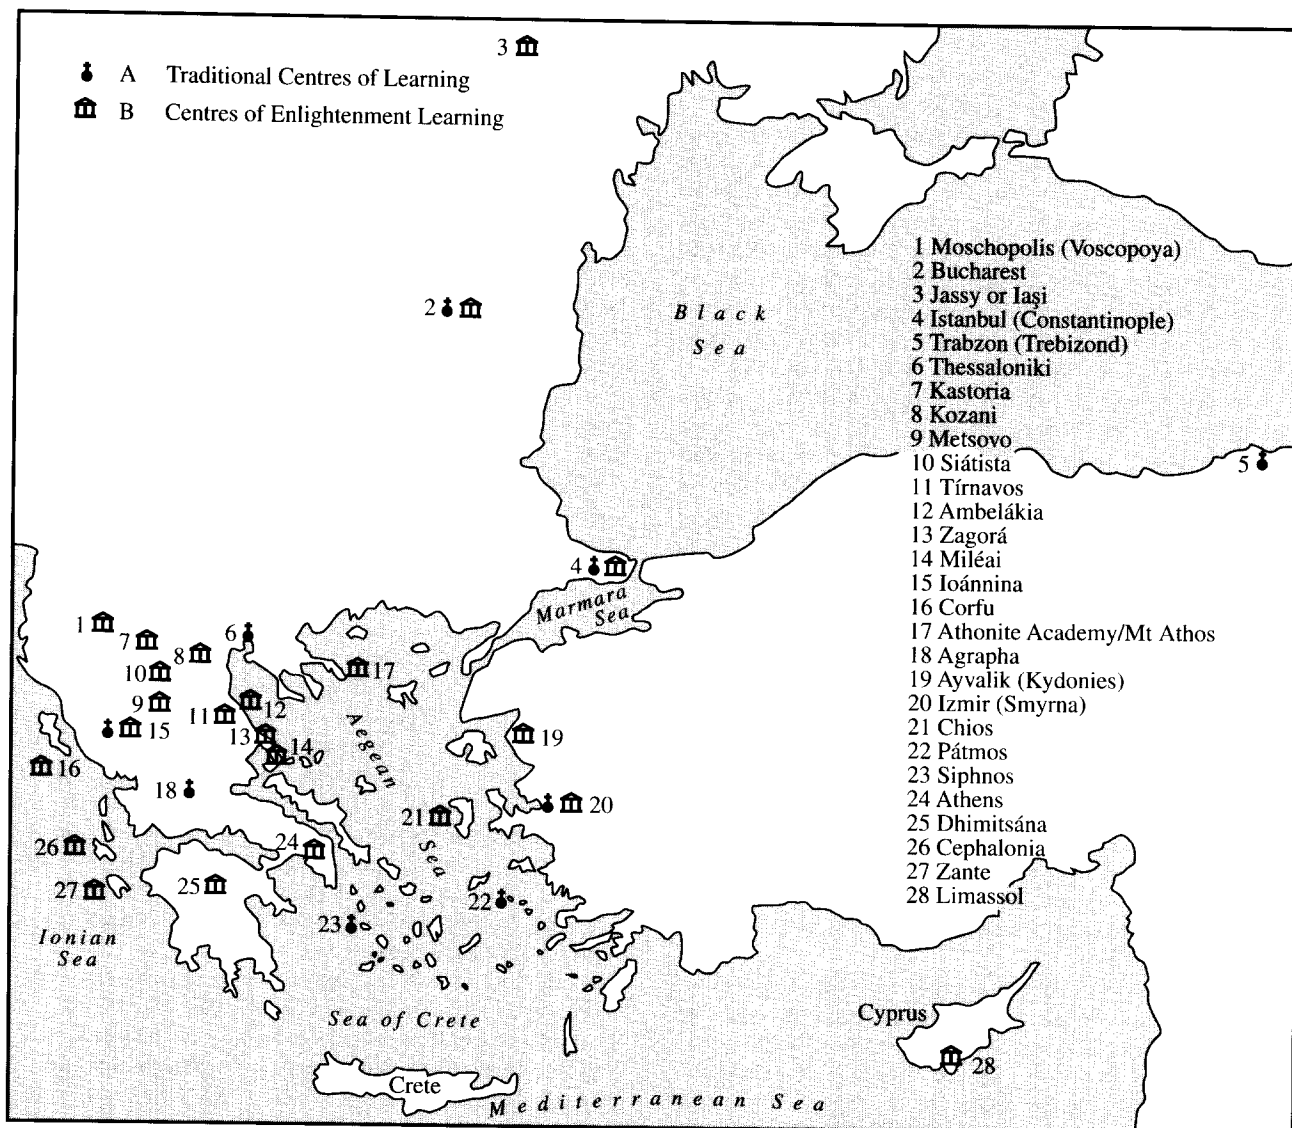 3
A Traditional Centres of Learning
B Centres of Enlightenment Learning
1 Moschopolis (Voscopoya)
2 Bucharest
3 Jassy or Iaşi
4 Istanbul (Constantinople)
5 Trabzon (Trebizond)
6 Thessaloniki
7 Kastoria
8 Kozani
9 Metsovo
10 Siátista
11 Tírnavos
12 Ambelákia
13 Zagorá
14 Miléai
15 Ioánnina
16 Corfu
17 Athonite Academy/Mt Athos
18 Agrapha
19 Ayvalik (Kydonies)
20 Izmir (Smyrna)
21 Chios
22 Pátmos
23 Siphnos
24 Athens
25 Dhimitsána
26 Cephalonia
27 Zante
28 Limassol
2
Black
Sea
5
4
Marmara
Sea
1
7
8
6
10
17
9
11
12
15
13
14
Aegean
Sea
19
16
18
20
21
26
24
27
25
22
23
Ionian
Sea
Sea of Crete
Cyprus
28
Crete
Mediterranean Sea